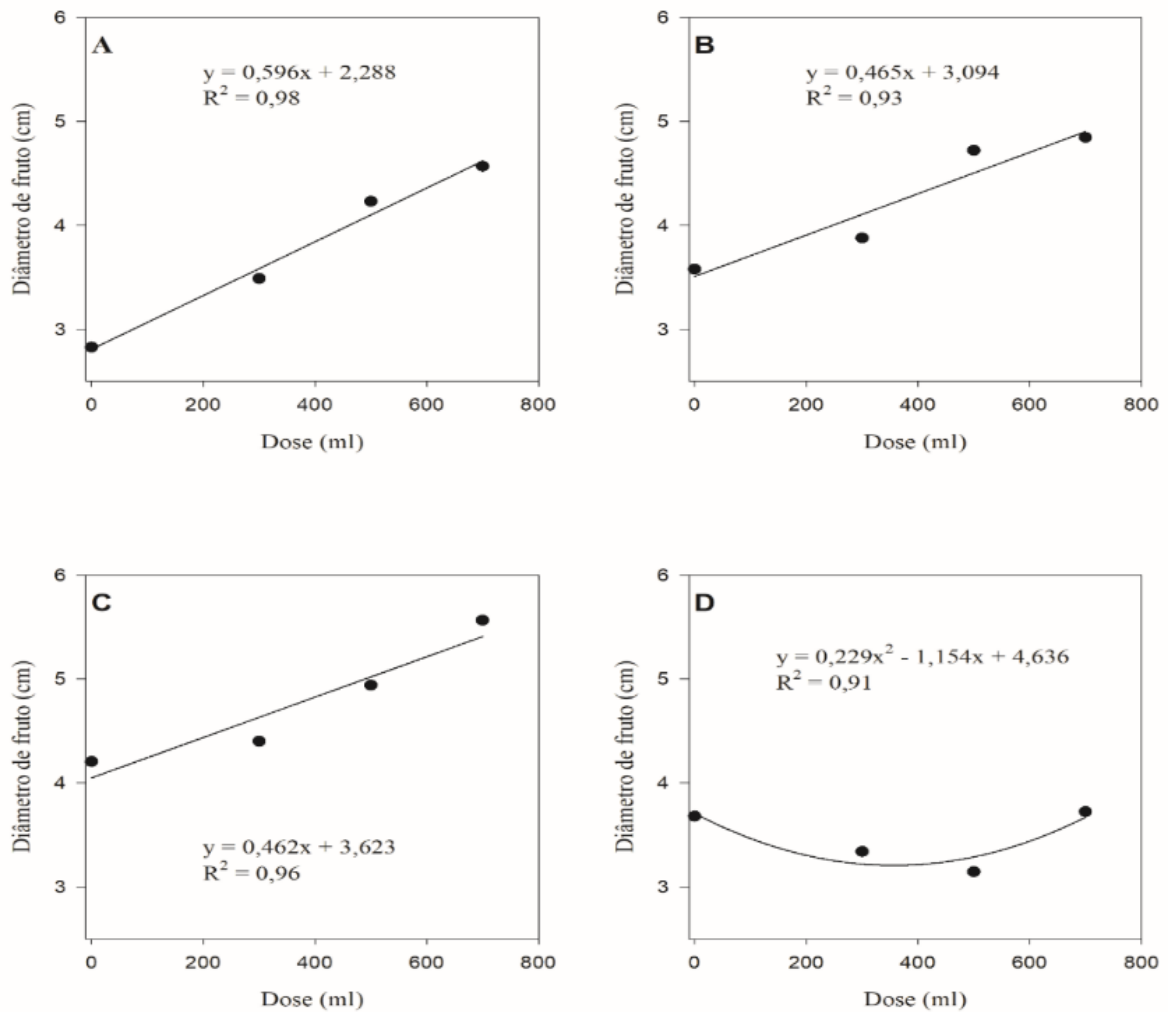 A
y = 0,596x + 2,288
R² = 0,98
Diâmetro de fruto (cm)
6
5
4
3
0 200 400 600 800
Dose (ml)
B
y = 0,465x + 3,094
R² = 0,93
Diâmetro de fruto (cm)
6
5
4
3
0 200 400 600 800
Dose (ml)
C
y = 0,462x + 3,623
R² = 0,96
Diâmetro de fruto (cm)
6
5
4
3
0 200 400 600 800
Dose (ml)
D
y = 0,229x² - 1,154x + 4,636
R² = 0,91
Diâmetro de fruto (cm)
6
5
4
3
0 200 400 600 800
Dose (ml)